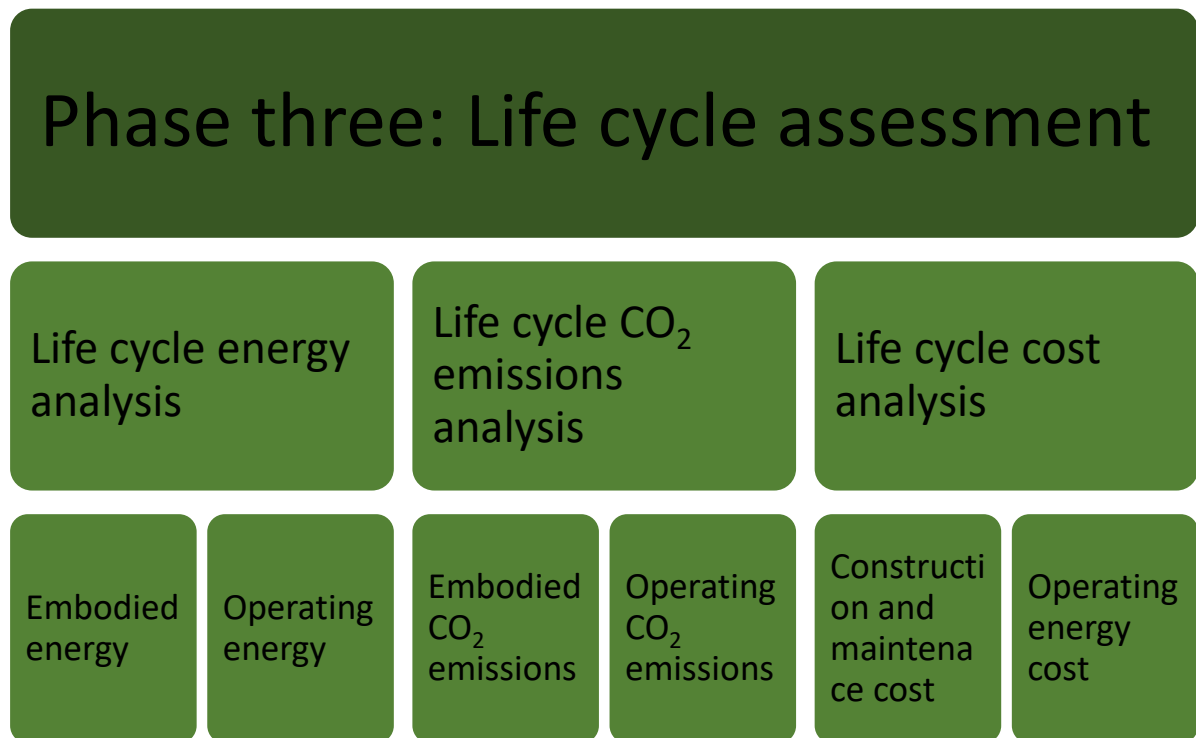 Phase three: Life cycle assessment
Life cycle energy
analysis
Life cycle CO₂
emissions
analysis
Life cycle cost
analysis
Embodied
energy
Operating
energy
Embodied
CO₂
emissions
Operating
CO₂
emissions
Constructi
on and
maintena
ce cost
Operating
energy
cost